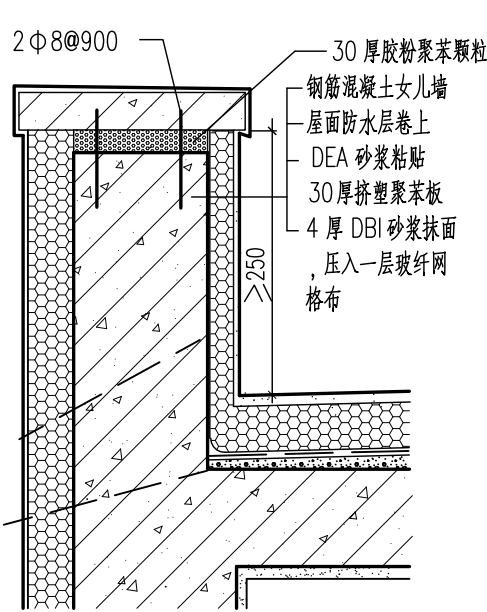 2Φ8@900
30 厚胶粉聚苯颗粒
钢筋混凝土女儿墙
屋面防水层卷上
DEA 砂浆粘贴
30厚挤塑聚苯板
4 厚 DBI 砂浆抹面
，压入一层玻纤网
格布
≥250